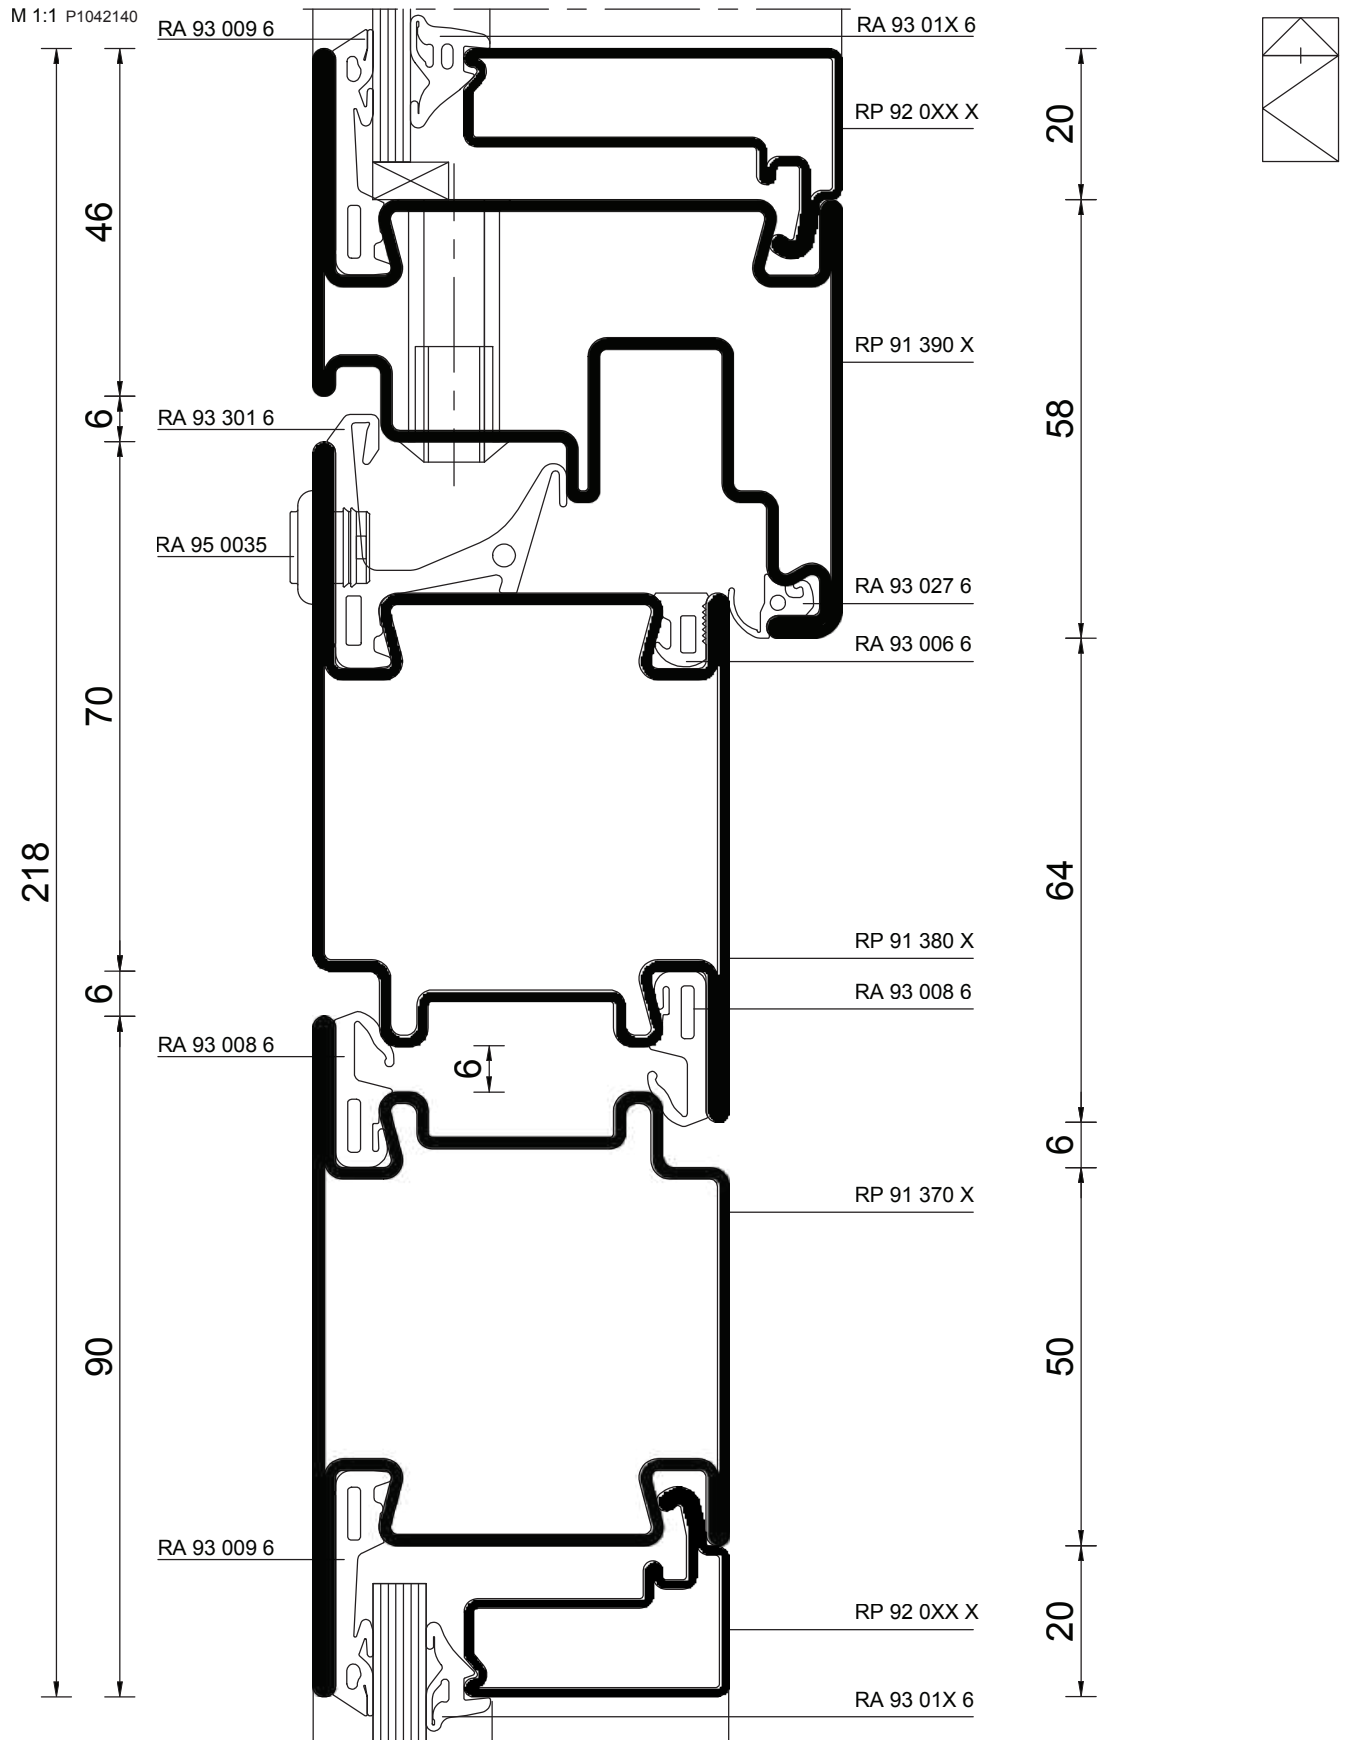 M 1:1 P1042140
RA 93 009 6
RA 93 01X 6
RP 92 0XX X
20
46
RP 91 390 X
6
RA 93 301 6
58
RA 95 0035
RA 93 027 6
RA 93 006 6
70
218
64
RP 91 380 X
6
RA 93 008 6
RA 93 008 6
6
6
RP 91 370 X
90
50
RA 93 009 6
RP 92 0XX X
20
RA 93 01X 6